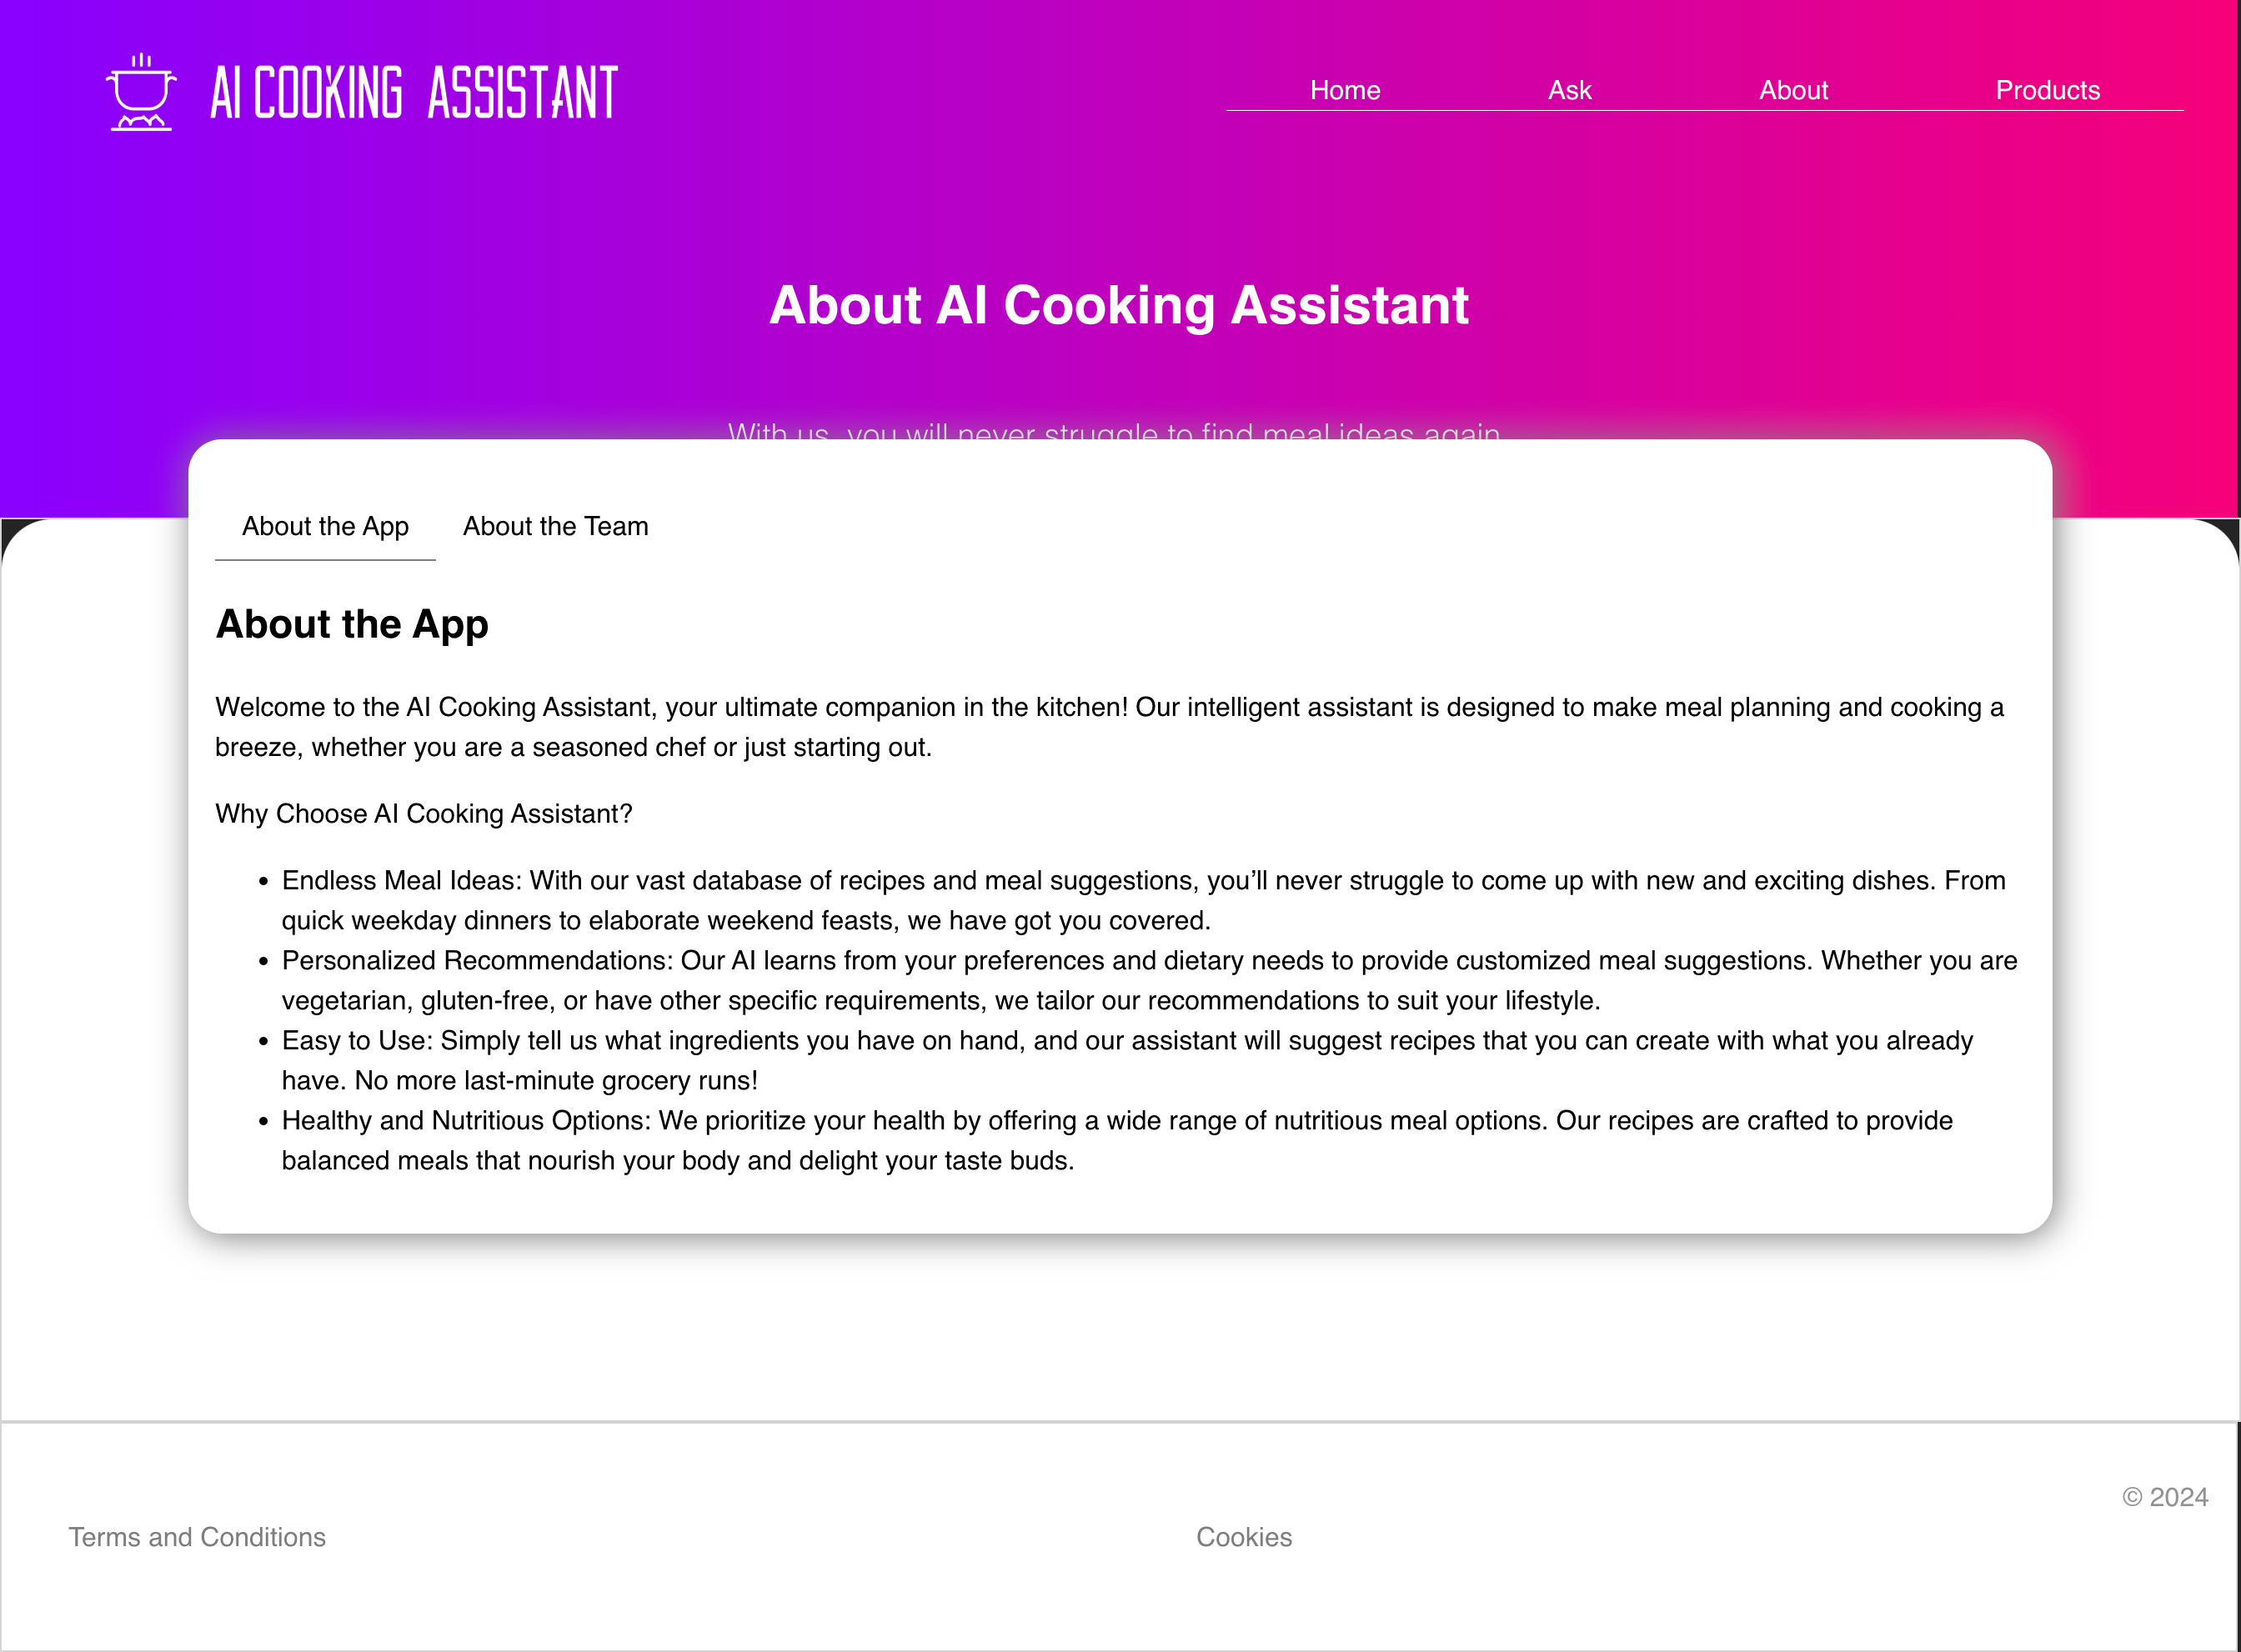 AI COOKING ASSISTANT
Home Ask About Products
About AI Cooking Assistant
With us, you will never struggle to find meal ideas again
About the App About the Team
About the App
Welcome to the AI Cooking Assistant, your ultimate companion in the kitchen! Our intelligent assistant is designed to make meal planning and cooking a
breeze, whether you are a seasoned chef or just starting out.
Why Choose AI Cooking Assistant?
• Endless Meal Ideas: With our vast database of recipes and meal suggestions, you’ll never struggle to come up with new and exciting dishes. From
quick weekday dinners to elaborate weekend feasts, we have got you covered.
• Personalized Recommendations: Our AI learns from your preferences and dietary needs to provide customized meal suggestions. Whether you are
vegetarian, gluten-free, or have other specific requirements, we tailor our recommendations to suit your lifestyle.
• Easy to Use: Simply tell us what ingredients you have on hand, and our assistant will suggest recipes that you can create with what you already
have. No more last-minute grocery runs!
• Healthy and Nutritious Options: We prioritize your health by offering a wide range of nutritious meal options. Our recipes are crafted to provide
balanced meals that nourish your body and delight your taste buds.
© 2024
Terms and Conditions Cookies